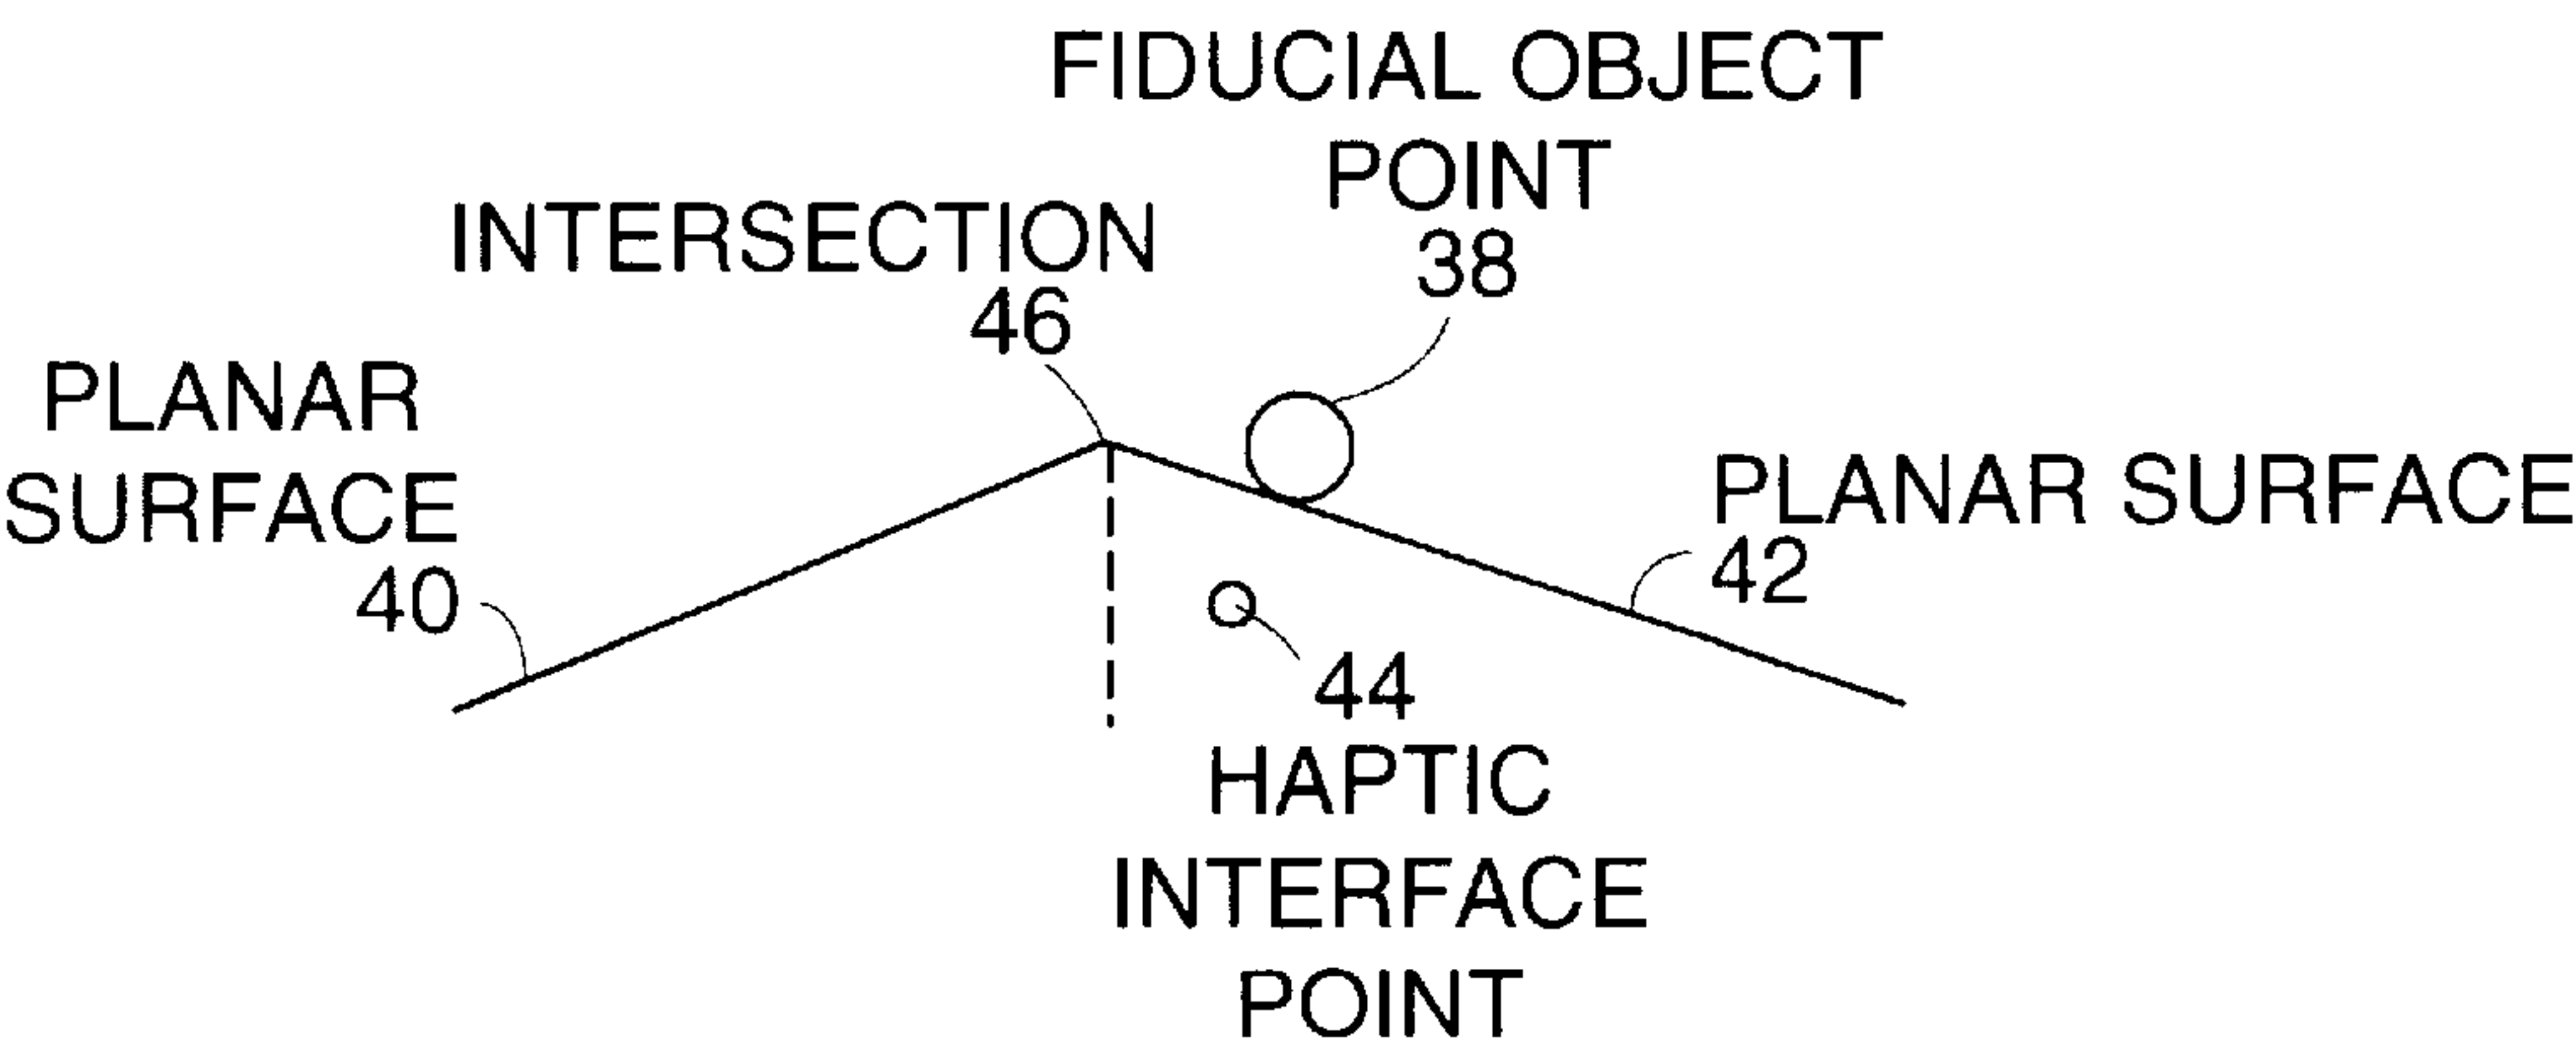 FIDUCIAL OBJECT
POINT
38
INTERSECTION
46
PLANAR
SURFACE
40
PLANAR SURFACE
42
44
HAPTIC
INTERFACE
POINT